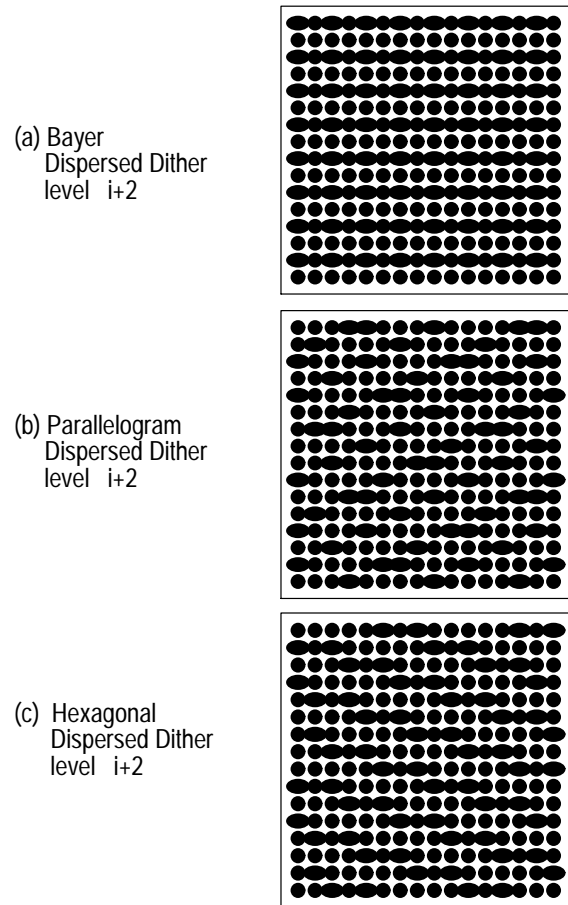 (a) Bayer
Dispersed Dither
level i+2
(b) Parallelogram
Dispersed Dither
level i+2
(c) Hexagonal
Dispersed Dither
level i+2